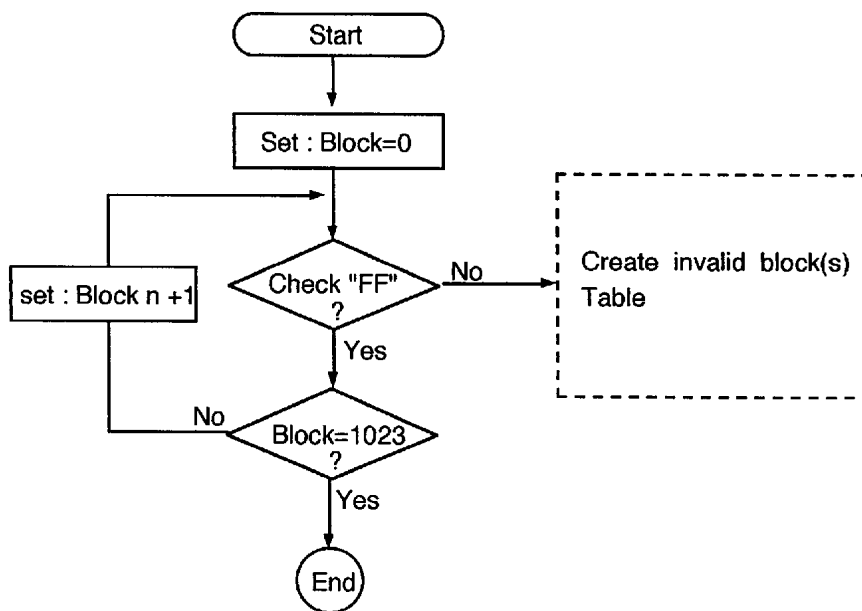 Start
Set : Block=0
Check "FF"
?
No
Create invalid block(s)
Table
set : Block n +1
Yes
No
Block=1023
?
Yes
End